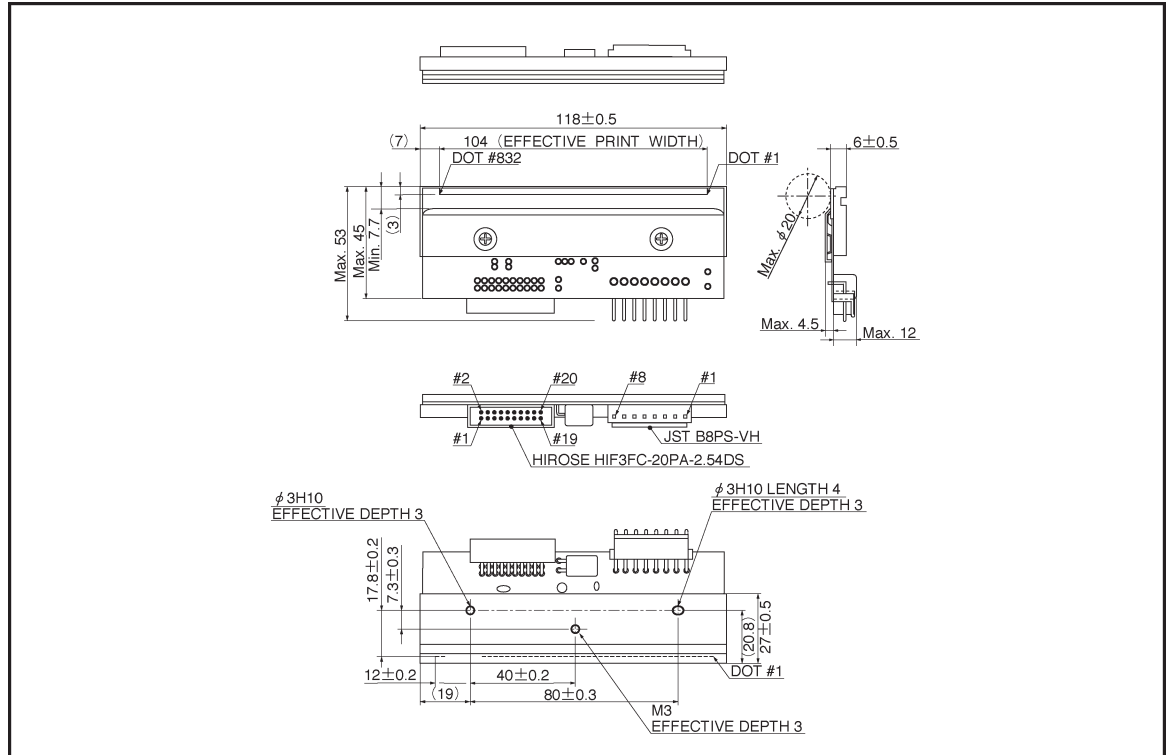 118±0.5
(7)
104 (EFFECTIVE PRINT WIDTH)
DOT #832
DOT #1
6±0.5
Max. 53
Max. 45
Min. 7.7
(3)
Max. φ20
Max. 4.5
Max. 12
#2
#20
#8
#1
#1
#19
JST B8PS-VH
HIROSE HIF3FC-20PA-2.54DS
φ3H10
EFFECTIVE DEPTH 3
φ3H10 LENGTH 4
EFFECTIVE DEPTH 3
17.8±0.2
7.3±0.3
(20.8)
27±0.5
DOT #1
12±0.2
40±0.2
(19)
80±0.3
M3
EFFECTIVE DEPTH 3